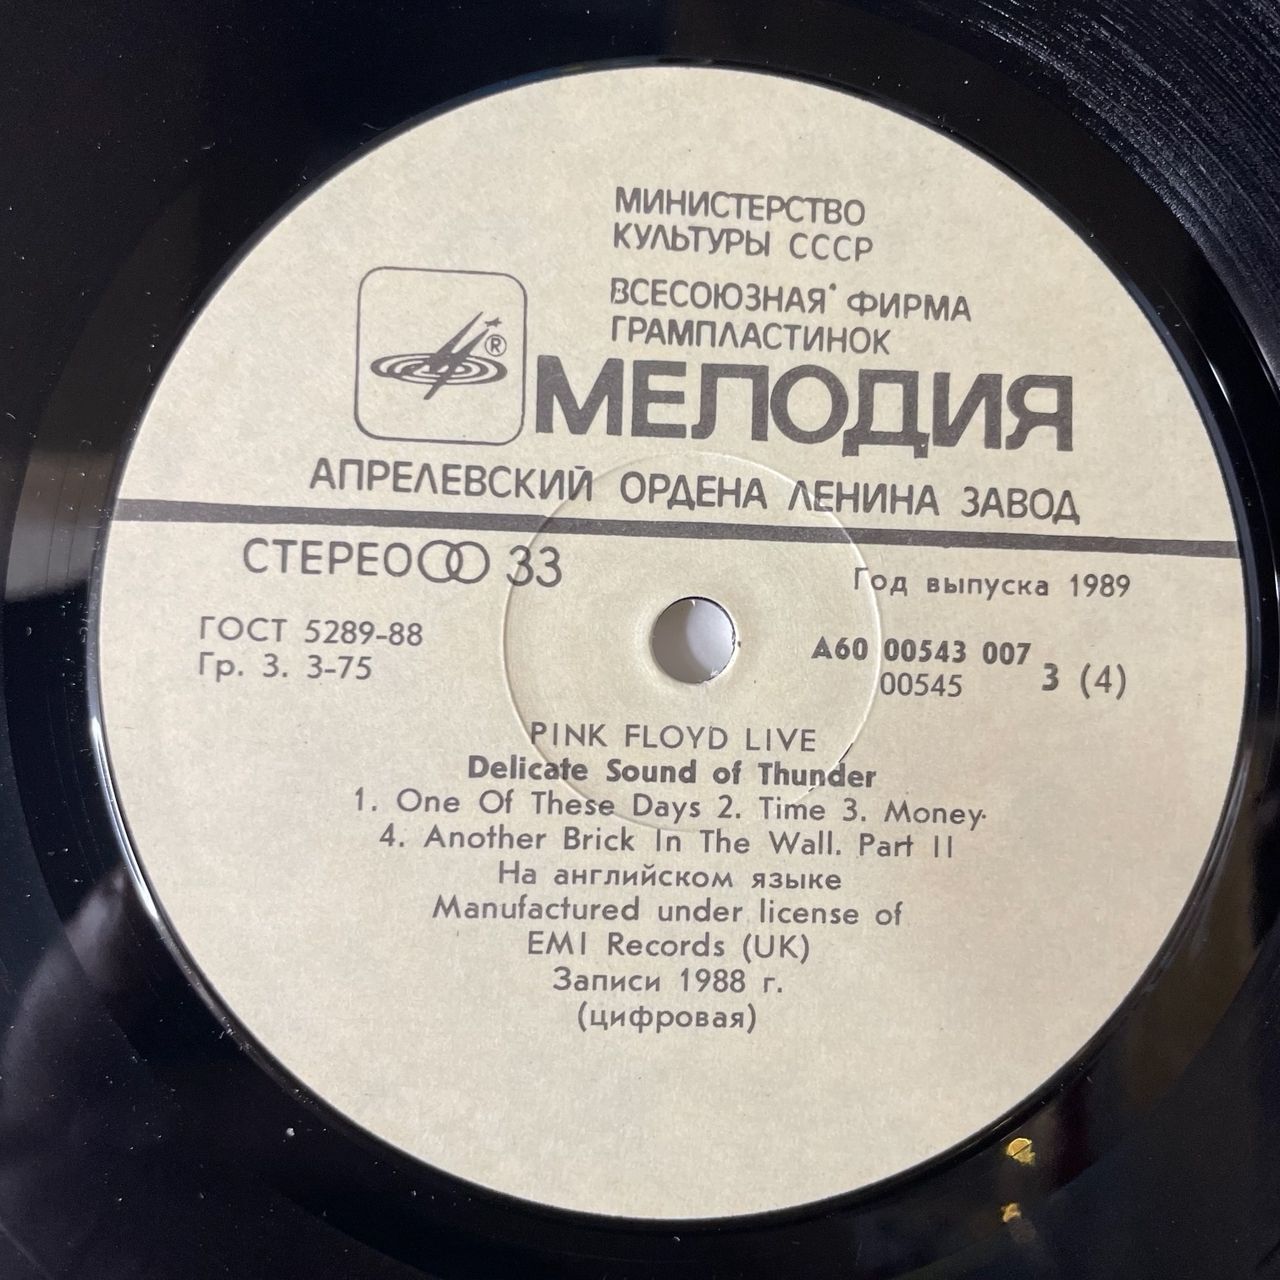 МИНИСТЕРСТВО
КУЛЬТУРЫ СССР
ВСЕСОЮЗНАЯ ФИРМА
ГРАМПЛАСТИНОК
®
МЕЛОДИЯ
АПРЕЛЕВСКИЙ ОРДЕНА ЛЕНИНА ЗАВОД
СТЕРЕО 33
Год выпуска 1989
ГОСТ 5289-88
Гр. 3. 3-75
А60 00543 007
00545
3 (4)
PINK FLOYD LIVE
Delicate Sound of Thunder
1. One Of These Days 2. Time 3. Money
4. Another Brick In The Wall. Part II
На английском языке
Manufactured under license of
EMI Records (UK)
Записи 1988 г.
(цифровая)